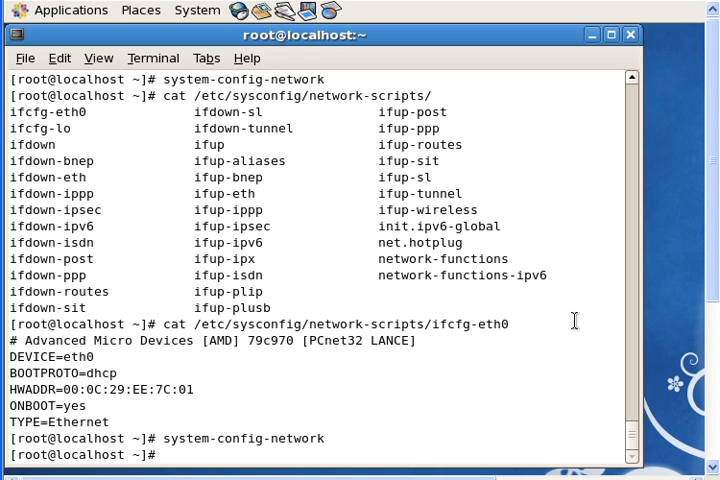 Applications Places System
root@localhost:~
File Edit View Terminal Tabs Help
[root@localhost ~]# system-config-network
[root@localhost ~]# cat /etc/sysconfig/network-scripts/
ifcfg-eth0 ifdown-sl ifup-post
ifcfg-lo ifdown-tunnel ifup-ppp
ifdown ifup ifup-routes
ifdown-bnep ifup-aliases ifup-sit
ifdown-eth ifup-bnep ifup-sl
ifdown-ippp ifup-eth ifup-tunnel
ifdown-ipsec ifup-ippp ifup-wireless
ifdown-ipv6 ifup-ipsec init.ipv6-global
ifdown-isdn ifup-ipv6 net.hotplug
ifdown-post ifup-ipx network-functions
ifdown-ppp ifup-isdn network-functions-ipv6
ifdown-routes ifup-plip
ifdown-sit ifup-plusb
[root@localhost ~]# cat /etc/sysconfig/network-scripts/ifcfg-eth0
# Advanced Micro Devices [AMD] 79c970 [PCnet32 LANCE]
DEVICE=eth0
BOOTPROTO=dhcp
HWADDR=00:0C:29:EE:7C:01
ONBOOT=yes
TYPE=Ethernet
[root@localhost ~]# system-config-network
[root@localhost ~]#